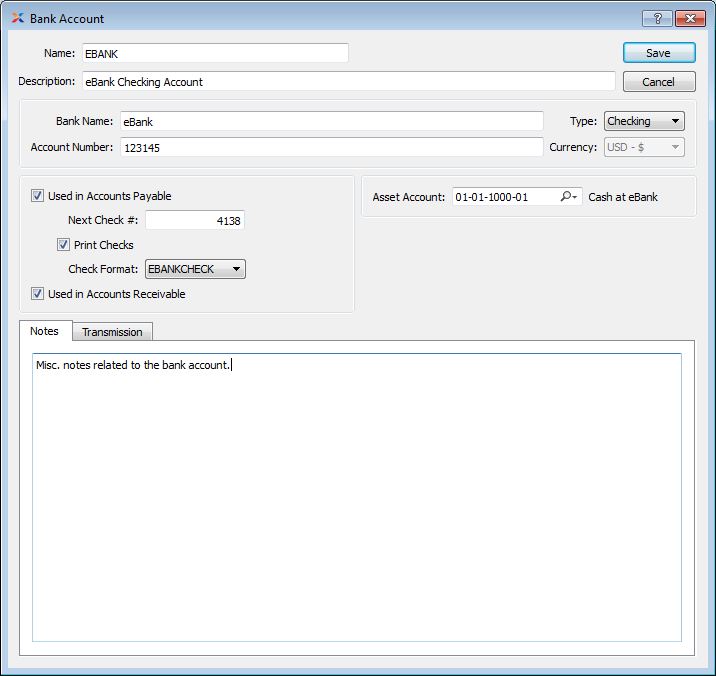 Bank Account
?
Name: EBANK
Save
Description: eBank Checking Account
Cancel
Bank Name: eBank
Type: Checking
Account Number: 123145
Currency: USD - $
Used in Accounts Payable
Asset Account: 01-01-1000-01 Cash at eBank
Next Check #: 4138
Print Checks
Check Format: EBANKCHECK
Used in Accounts Receivable
Notes Transmission
Misc. notes related to the bank account.